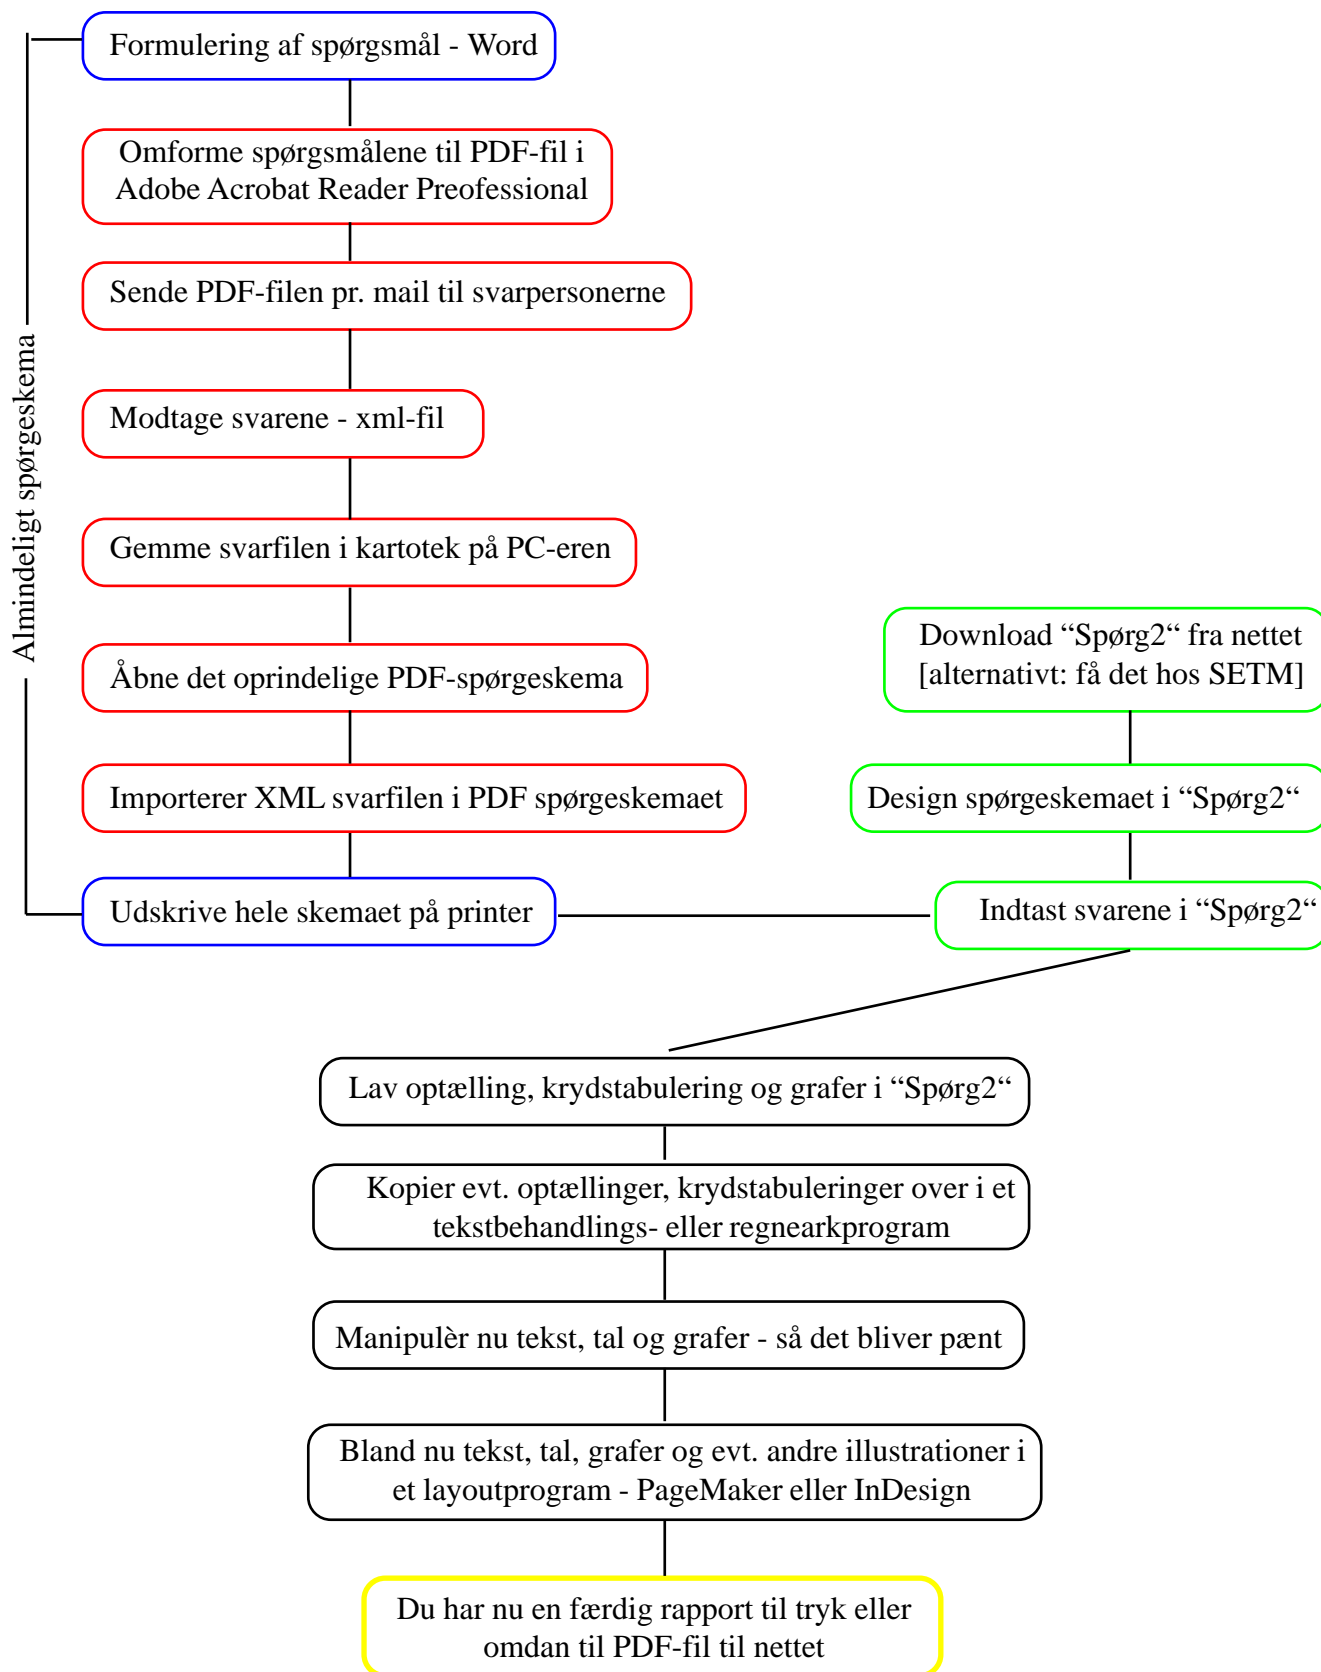 Formulering af spørgsmål - Word
Omforme spørgsmålene til PDF-fil i
Adobe Acrobat Reader Preofessional
Sende PDF-filen pr. mail til svarpersonerne
Modtage svarene - xml-fil
Gemme svarfilen i kartotek på PC-eren
Åbne det oprindelige PDF-spørgeskema
Importerer XML svarfilen i PDF spørgeskemaet
Udskrive hele skemaet på printer
Almindeligt spørgeskema
Download “Spørg2“ fra nettet
[alternativt: få det hos SETM]
Design spørgeskemaet i “Spørg2“
Indtast svarene i “Spørg2“
Lav optælling, krydstabulering og grafer i “Spørg2“
Kopier evt. optællinger, krydstabuleringer over i et
tekstbehandlings- eller regnearkprogram
Manipulèr nu tekst, tal og grafer - så det bliver pænt
Bland nu tekst, tal, grafer og evt. andre illustrationer i
et layoutprogram - PageMaker eller InDesign
Du har nu en færdig rapport til tryk eller
omdan til PDF-fil til nettet